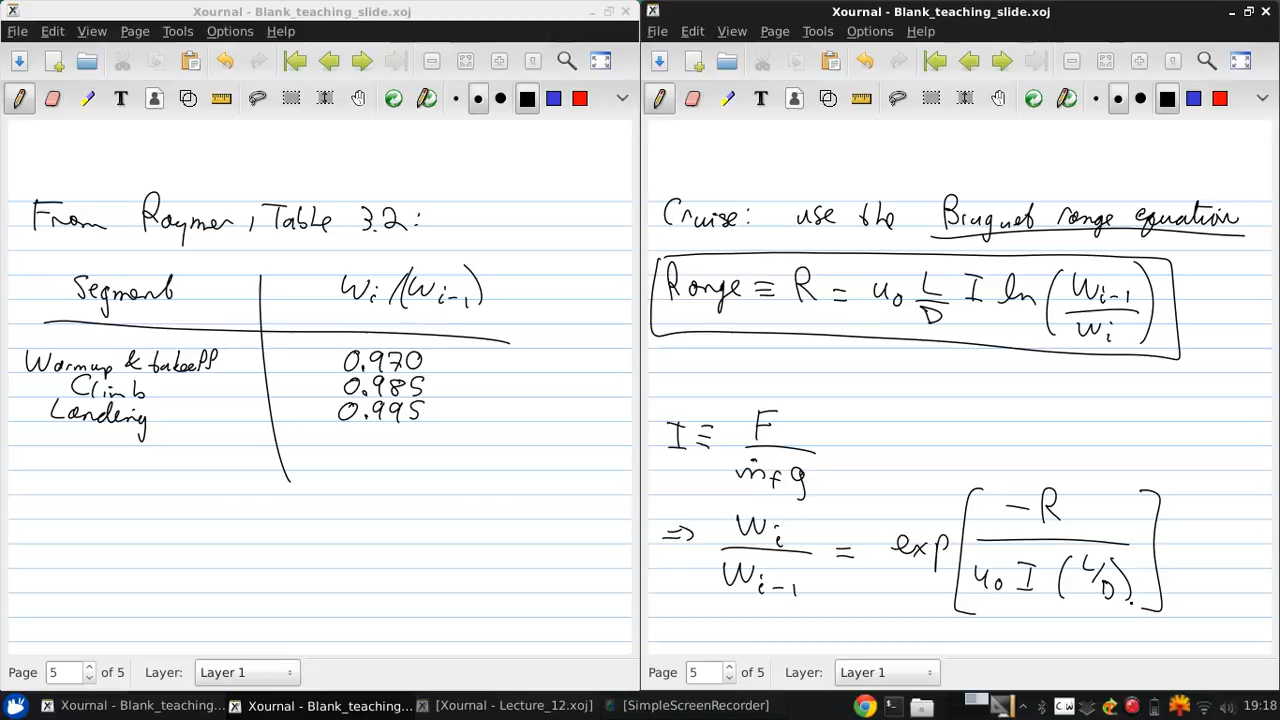 Xournal - Blank_teaching_slide.xoj
File Edit View Page Tools Options Help
From Raymer, Table 3.2:
Segment Wi/(Wi-1)
Warmup & takeoff 0.970
Climb 0.985
Landing 0.995
Page 5 of 5 Layer: Layer 1
Xournal - Blank_teaching_slide.xoj
File Edit View Page Tools Options Help
Cruise: use the Breguet range equation
Range ≡ R = u0 L/D I ln(Wi-1/Wi)
I ≡ F/ṁf g
⇒ Wi/Wi-1 = exp[-R/u0 I (L/D)]
Page 5 of 5 Layer: Layer 1
Xournal - Blank_teaching... Xournal - Blank_teaching... [Xournal - Lecture_12.xoj] [SimpleScreenRecorder] 19:18